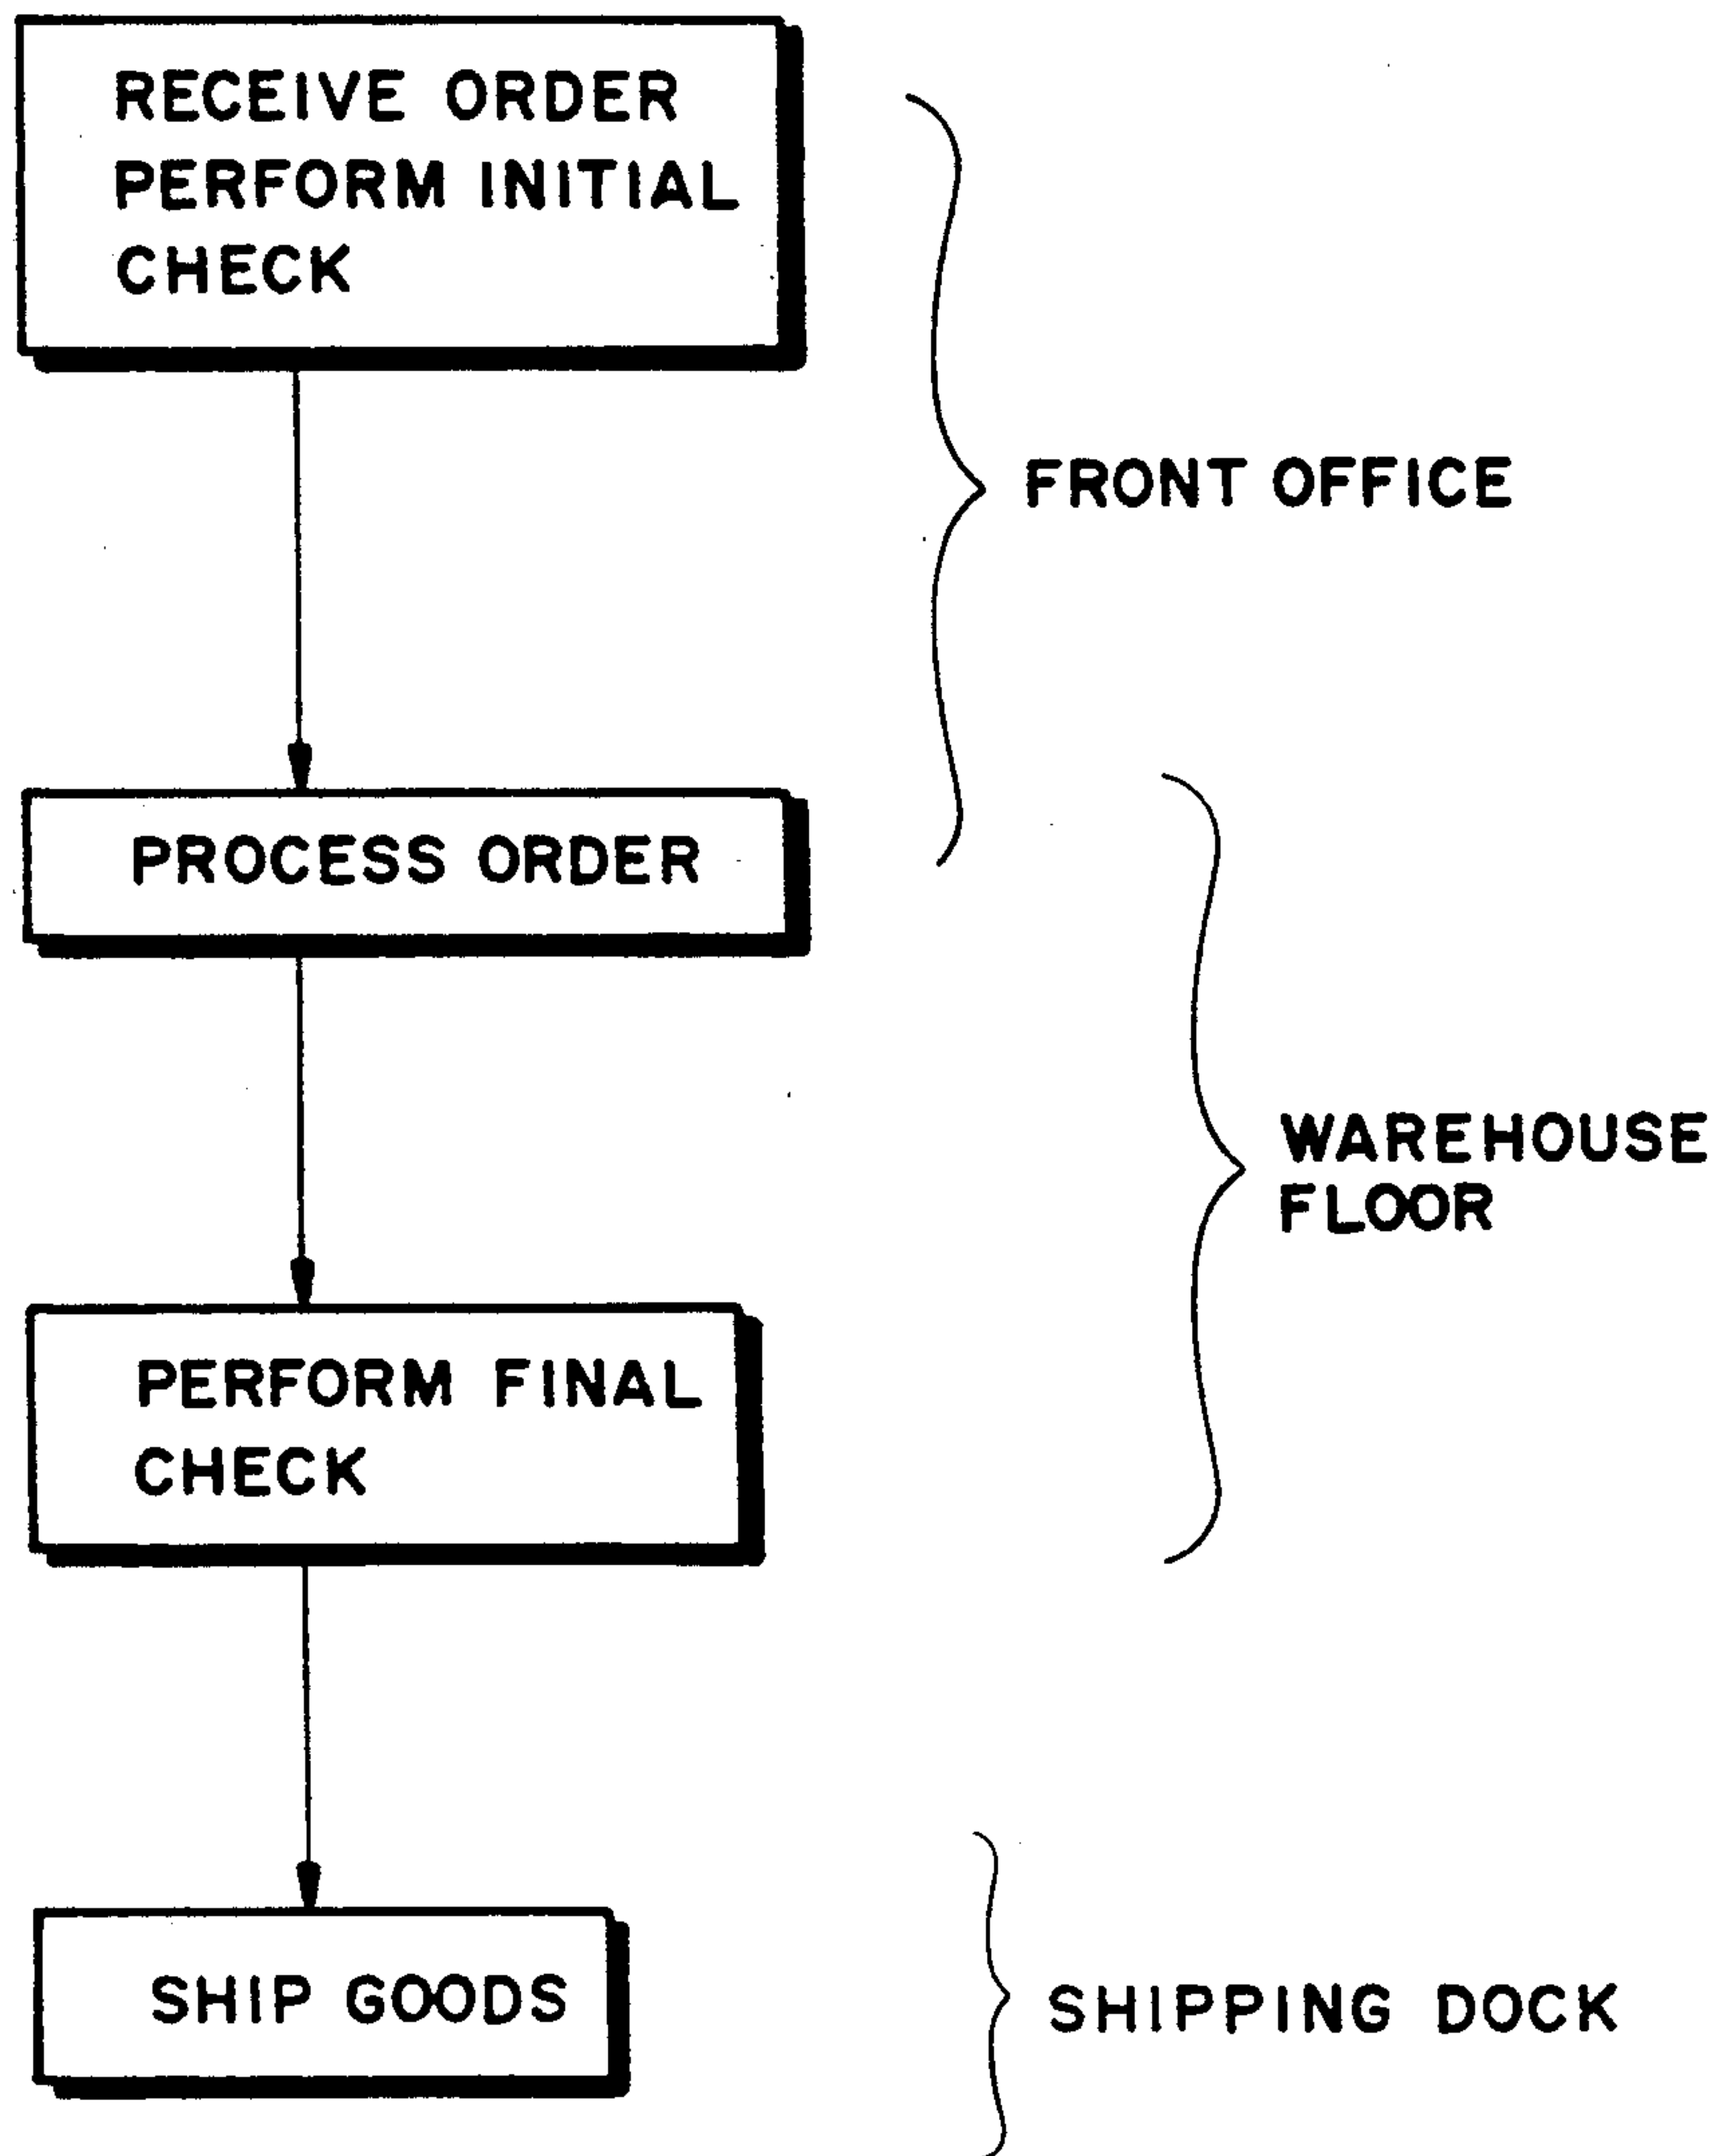 RECEIVE ORDER
PERFORM INITIAL
CHECK
FRONT OFFICE
PROCESS ORDER
WAREHOUSE
FLOOR
PERFORM FINAL
CHECK
SHIP GOODS
SHIPPING DOCK